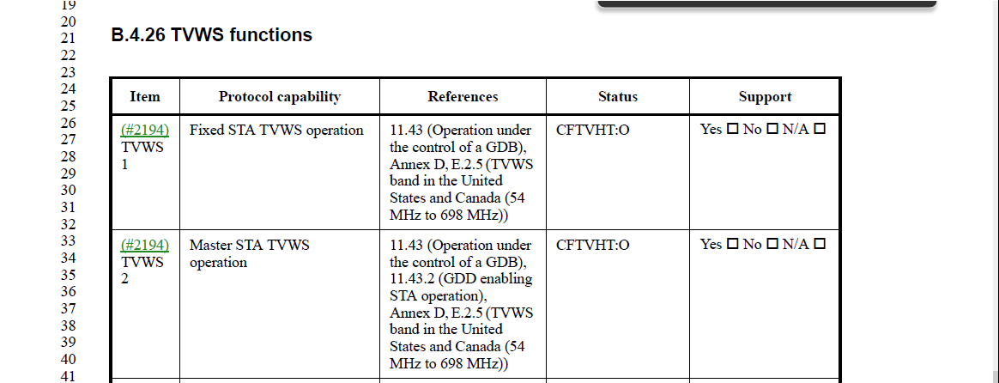 19
20
21
22
23
24
25
26
27
28
29
30
31
32
33
34
35
36
37
38
39
40
41
B.4.26 TVWS functions
Item Protocol capability References Status Support
(#2194)
TVWS
1
Fixed STA TVWS operation
11.43 (Operation under
the control of a GDB),
Annex D, E.2.5 (TVWS
band in the United
States and Canada (54
MHz to 698 MHz))
CFTVHT:O
Yes ☐ No ☐ N/A ☐
(#2194)
TVWS
2
Master STA TVWS
operation
11.43 (Operation under
the control of a GDB),
11.43.2 (GDD enabling
STA operation),
Annex D, E.2.5 (TVWS
band in the United
States and Canada (54
MHz to 698 MHz))
CFTVHT:O
Yes ☐ No ☐ N/A ☐